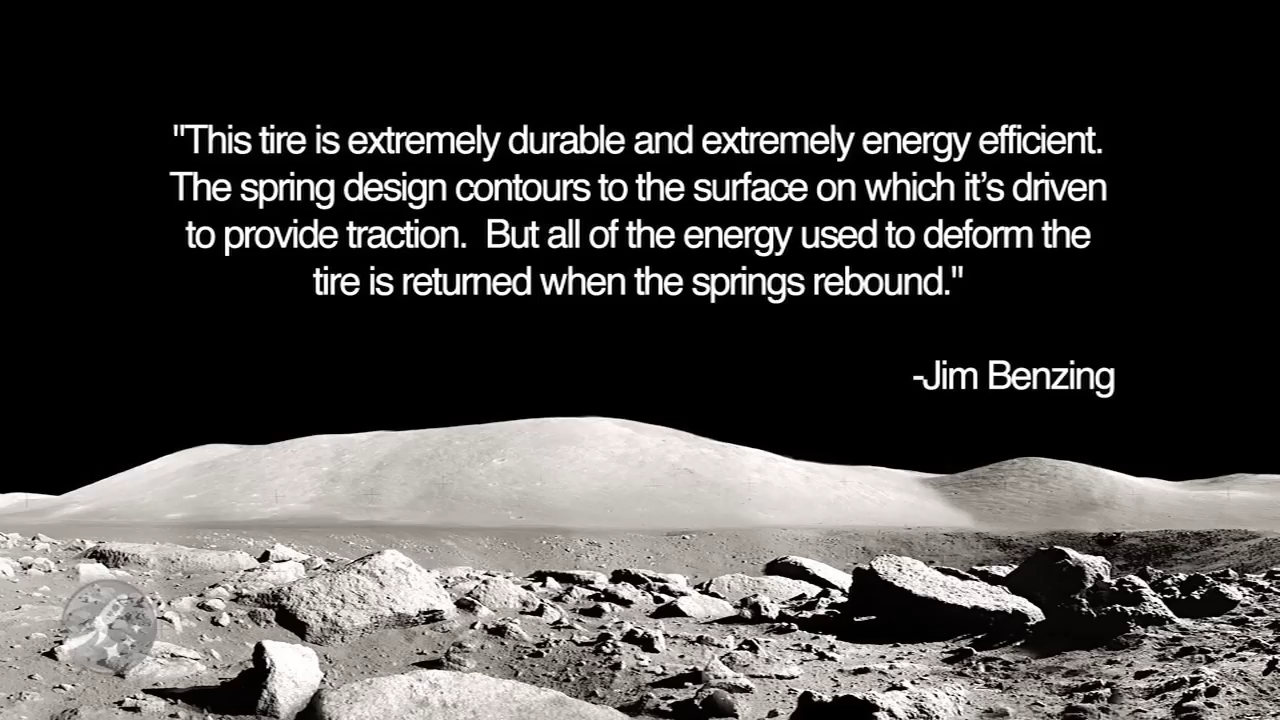 "This tire is extremely durable and extremely energy efficient.
The spring design contours to the surface on which it’s driven
to provide traction.  But all of the energy used to deform the
tire is returned when the springs rebound."
-Jim Benzing